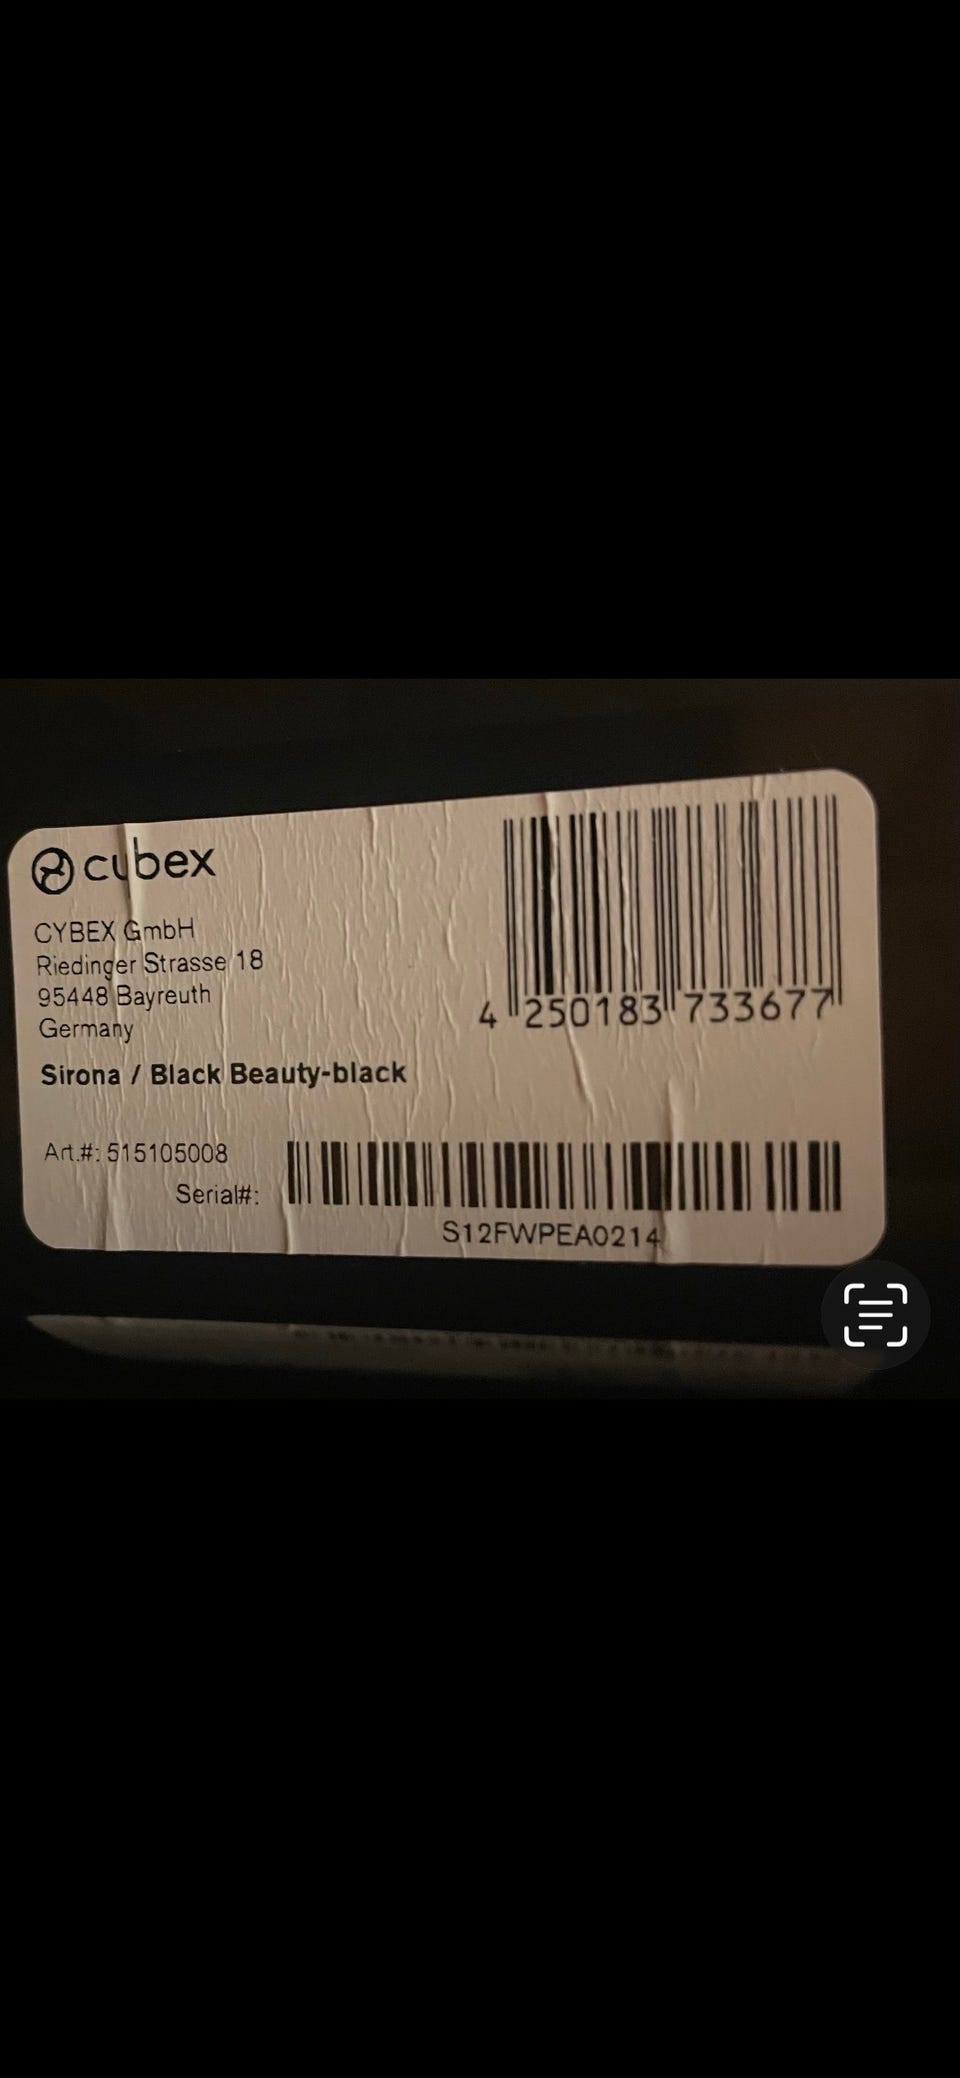 cybex
CYBEX GmbH
Riedinger Strasse 18
95448 Bayreuth
Germany
4 250183 733677
Sirona / Black Beauty-black
Art.#: 515105008
Serial#:
S12FWPEA0214